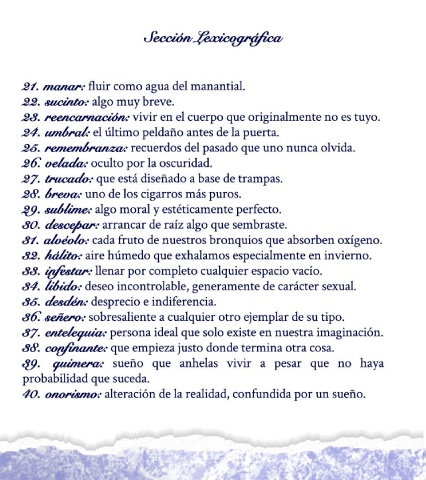 Sección Lexicográfica
21. manar: fluir como agua del manantial.
22. sucinto: algo muy breve.
23. reencarnación: vivir en el cuerpo que originalmente no es tuyo.
24. umbral: el último peldaño antes de la puerta.
25. remembranza: recuerdos del pasado que uno nunca olvida.
26. velada: oculto por la oscuridad.
27. trucado: que está diseñado a base de trampas.
28. breva: uno de los cigarros más puros.
29. sublime: algo moral y estéticamente perfecto.
30. descepar: arrancar de raíz algo que sembraste.
31. alvéolo: cada fruto de nuestros bronquios que absorben oxígeno.
32. hálito: aire húmedo que exhalamos especialmente en invierno.
33. infestar: llenar por completo cualquier espacio vacío.
34. libido: deseo incontrolable, generamente de carácter sexual.
35. desdén: desprecio e indiferencia.
36. señero: sobresaliente a cualquier otro ejemplar de su tipo.
37. entelequia: persona ideal que solo existe en nuestra imaginación.
38. confinante: que empieza justo donde termina otra cosa.
39. quimera: sueño que anhelas vivir a pesar que no haya
probabilidad que suceda.
40. onorismo: alteración de la realidad, confundida por un sueño.